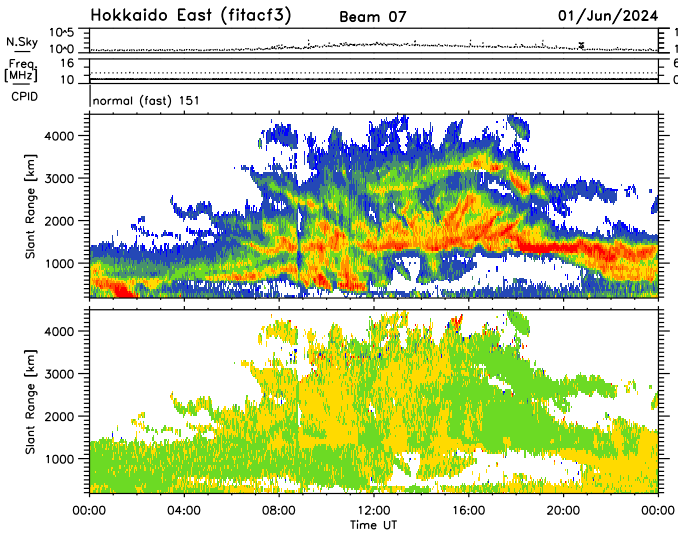 Hokkaido East (fitacf3) Beam 07 01/Jun/2024
N.Sky 10^5 10^0 1 1
Freq. [MHz] 16 10 6 0
CPID normal (fast) 151
Slant Range [km] 4000 3000 2000 1000
Slant Range [km] 4000 3000 2000 1000
00:00 04:00 08:00 12:00 16:00 20:00 00:00
Time UT